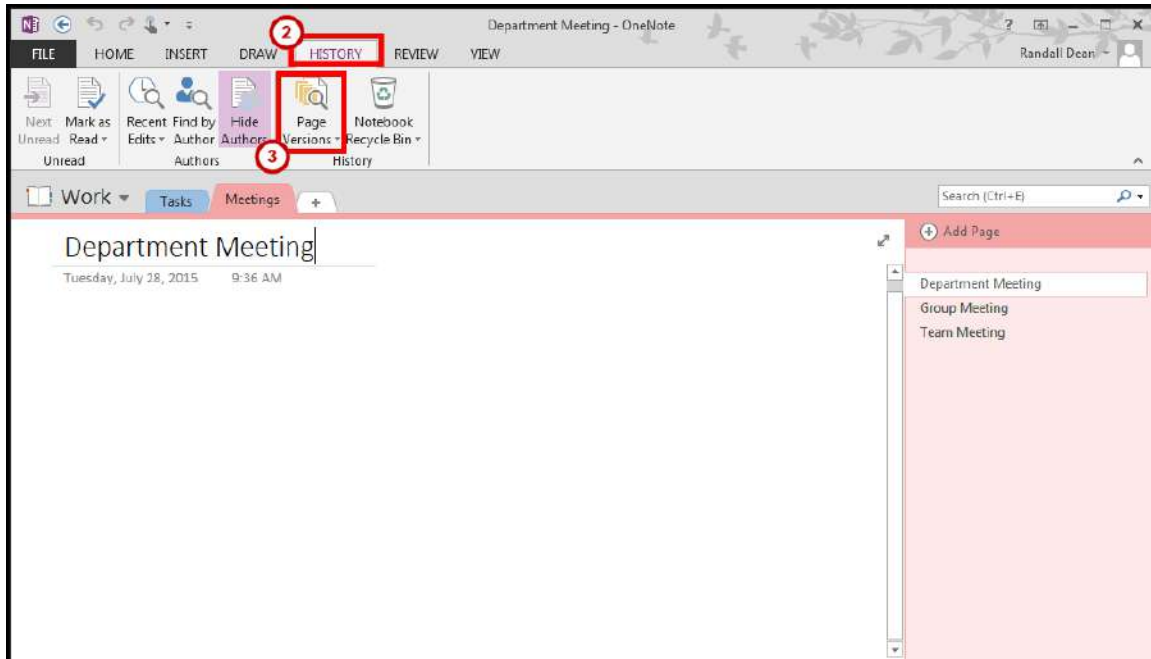 Department Meeting - OneNote
?
2
FILE HOME INSERT DRAW HISTORY REVIEW VIEW
Randall Dean
Next Unread
Mark as Read
Recent Edits
Find by Author
Hide Authors
Page Versions
Notebook Recycle Bin
3
Unread Authors History
Work Tasks Meetings +
Search (Ctrl+E)
Department Meeting
Tuesday, July 28, 2015 9:36 AM
Add Page
Department Meeting
Group Meeting
Team Meeting